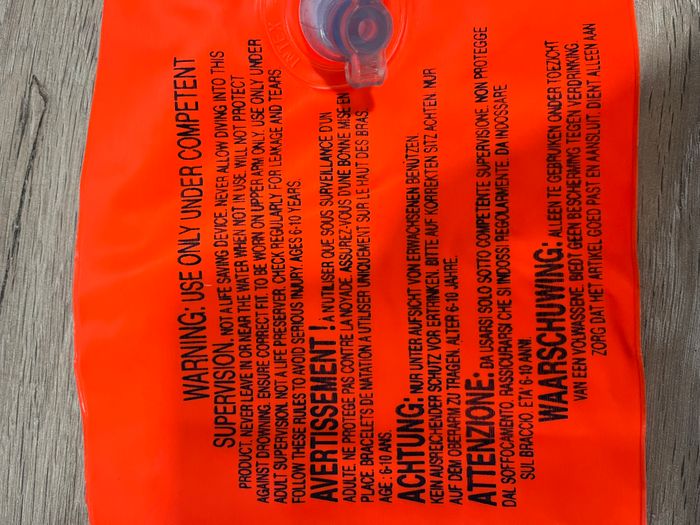 INTEX
WARNING: USE ONLY UNDER COMPETENT
SUPERVISION. NOT A LIFE SAVING DEVICE. NEVER ALLOW DIVING INTO THIS
PRODUCT. NEVER LEAVE IN OR NEAR THE WATER WHEN NOT IN USE. WILL NOT PROTECT
AGAINST DROWNING. ENSURE CORRECT FIT TO BE WORN ON UPPER ARM ONLY. USE ONLY UNDER
ADULT SUPERVISION. NOT A LIFE PRESERVER. CHECK REGULARLY FOR LEAKAGE AND TEARS
FOLLOW THESE RULES TO AVOID SERIOUS INJURY. AGES 6-10 YEARS.
AVERTISSEMENT ! A N'UTILISER QUE SOUS SURVEILLANCE D'UN
ADULTE. NE PROTEGE PAS CONTRE LA NOYADE. ASSUREZ-VOUS D'UNE BONNE MISE EN
PLACE. BRACELETS DE NATATION A UTILISER UNIQUEMENT SUR LE HAUT DES BRAS.
AGE : 6-10 ANS.
ACHTUNG: NUR UNTER AUFSICHT VON ERWACHSENEN BENÜTZEN.
KEIN AUSREICHENDER SCHUTZ VOR ERTRINKEN. BITTE AUF KORREKTEN SITZ ACHTEN. NUR
AUF DEM OBERARM ZU TRAGEN. ALTER 6-10 JAHRE.
ATTENZIONE: DA USARSI SOLO SOTTO COMPETENTE SUPERVISIONE. NON PROTEGGE
DAL SOFFOCAMENTO. RASSICURARSI CHE SI INDOSSI REGOLARMENTE. DA INDOSSARE
SUL BRACCIO. ETA 6-10 ANNI.
WAARSCHUWING: ALLEEN TE GEBRUIKEN ONDER TOEZICHT
VAN EEN VOLWASSENE. BIEDT GEEN BESCHERMING TEGEN VERDRINKING
ZORG DAT HET ARTIKEL GOED PAST EN AANSLUIT. DIENT ALLEEN AAN